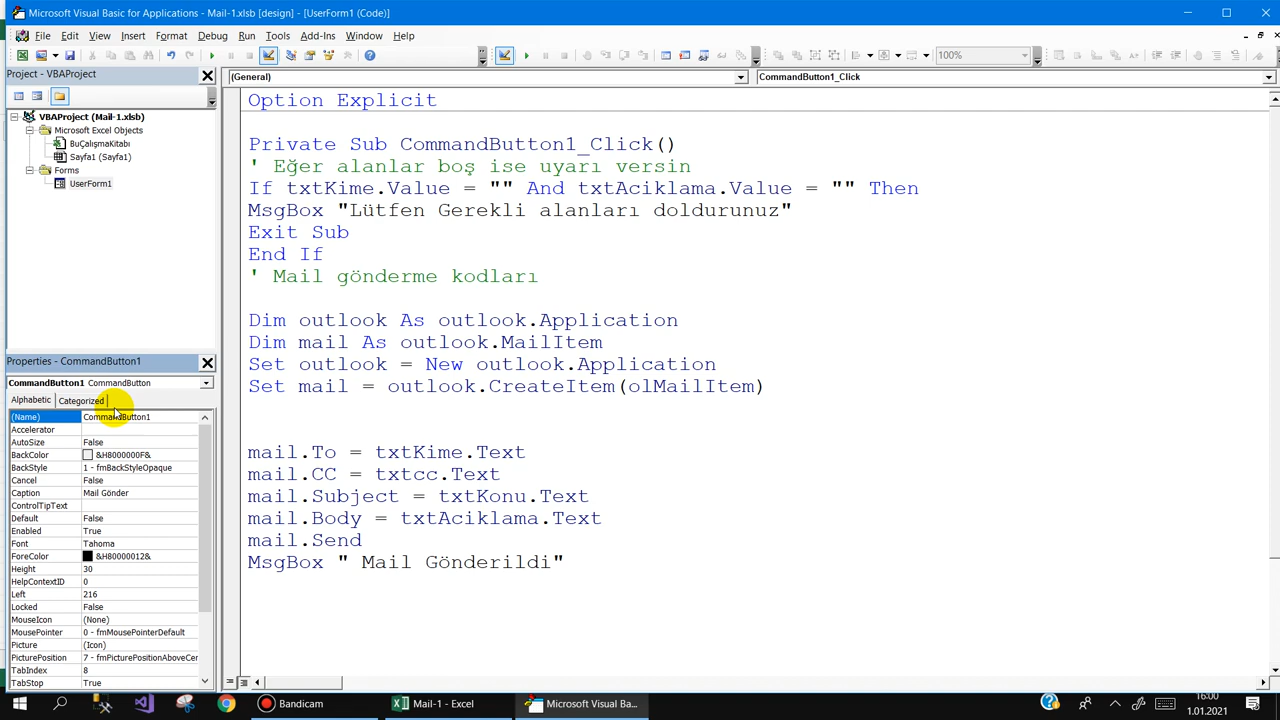 Microsoft Visual Basic for Applications - Mail-1.xlsb [design] - [UserForm1 (Code)]
File Edit View Insert Format Debug Run Tools Add-Ins Window Help
100%
Project - VBAProject
(General)
CommandButton1_Click
VBAProject (Mail-1.xlsb)
Microsoft Excel Objects
BuÇalışmaKitabı
Sayfa1 (Sayfa1)
Forms
UserForm1
Option Explicit
Private Sub CommandButton1_Click()
' Eğer alanlar boş ise uyarı versin
If txtKime.Value = "" And txtAciklama.Value = "" Then
MsgBox "Lütfen Gerekli alanları doldurunuz"
Exit Sub
End If
' Mail gönderme kodları
Dim outlook As outlook.Application
Dim mail As outlook.MailItem
Set outlook = New outlook.Application
Set mail = outlook.CreateItem(olMailItem)
mail.To = txtKime.Text
mail.CC = txtcc.Text
mail.Subject = txtKonu.Text
mail.Body = txtAciklama.Text
mail.Send
MsgBox " Mail Gönderildi"
Properties - CommandButton1
CommandButton1 CommandButton
Alphabetic Categorized
(Name) CommandButton1
Accelerator
AutoSize False
BackColor &H8000000F&
BackStyle 1 - fmBackStyleOpaque
Cancel False
Caption Mail Gönder
ControlTipText
Default False
Enabled True
Font Tahoma
ForeColor &H80000012&
Height 30
HelpContextID 0
Left 216
Locked False
MouseIcon (None)
MousePointer 0 - fmMousePointerDefault
Picture (Icon)
PicturePosition 7 - fmPicturePositionAboveCer
TabIndex 8
TabStop True
Bandicam
Mail-1 - Excel
Microsoft Visual Ba...
16:00
1.01.2021